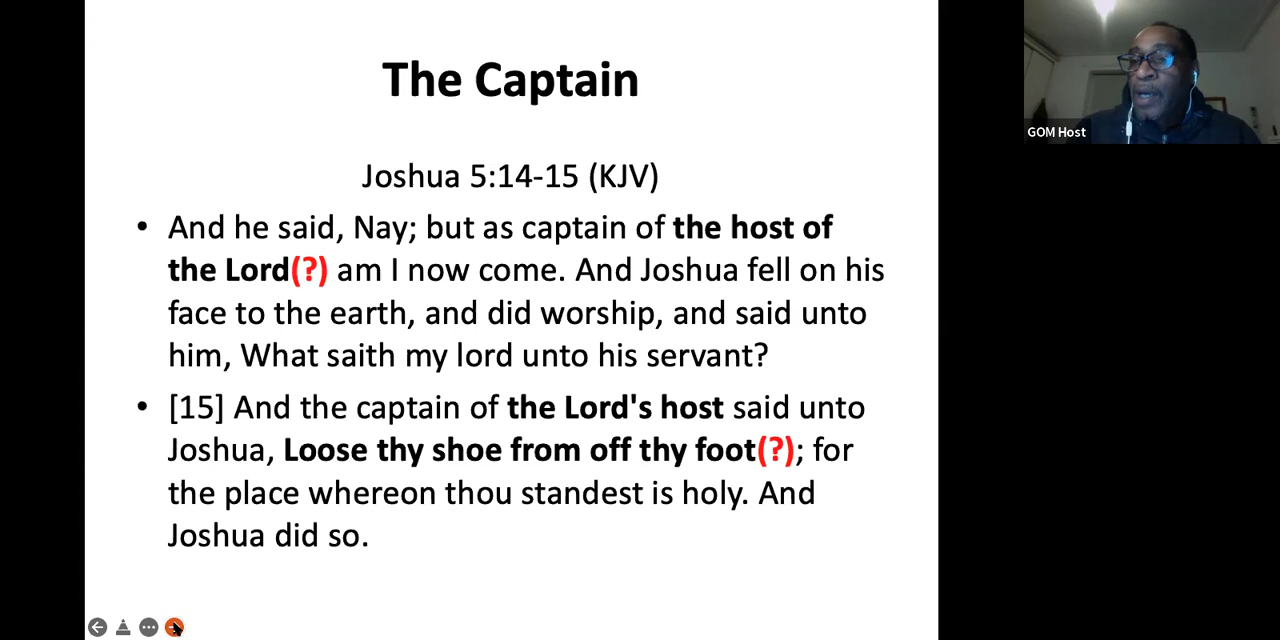 The Captain
Joshua 5:14-15 (KJV)
• And he said, Nay; but as captain of the host of
the Lord(?) am I now come. And Joshua fell on his
face to the earth, and did worship, and said unto
him, What saith my lord unto his servant?
• [15] And the captain of the Lord's host said unto
Joshua, Loose thy shoe from off thy foot(?); for
the place whereon thou standest is holy. And
Joshua did so.
GOM Host